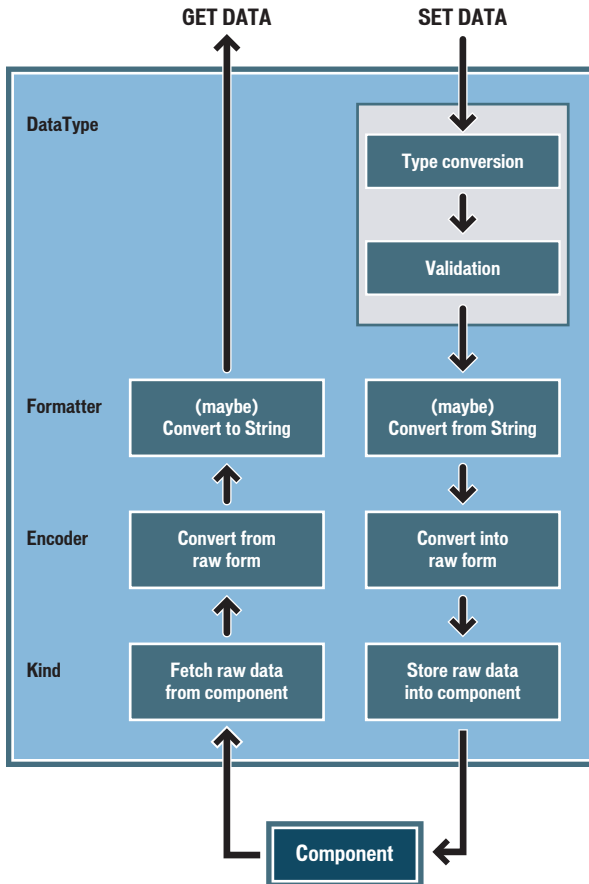 GET DATA
SET DATA
DataType
Type conversion
Validation
Formatter
(maybe)
Convert to String
(maybe)
Convert from String
Encoder
Convert from
raw form
Convert into
raw form
Kind
Fetch raw data
from component
Store raw data
into component
Component